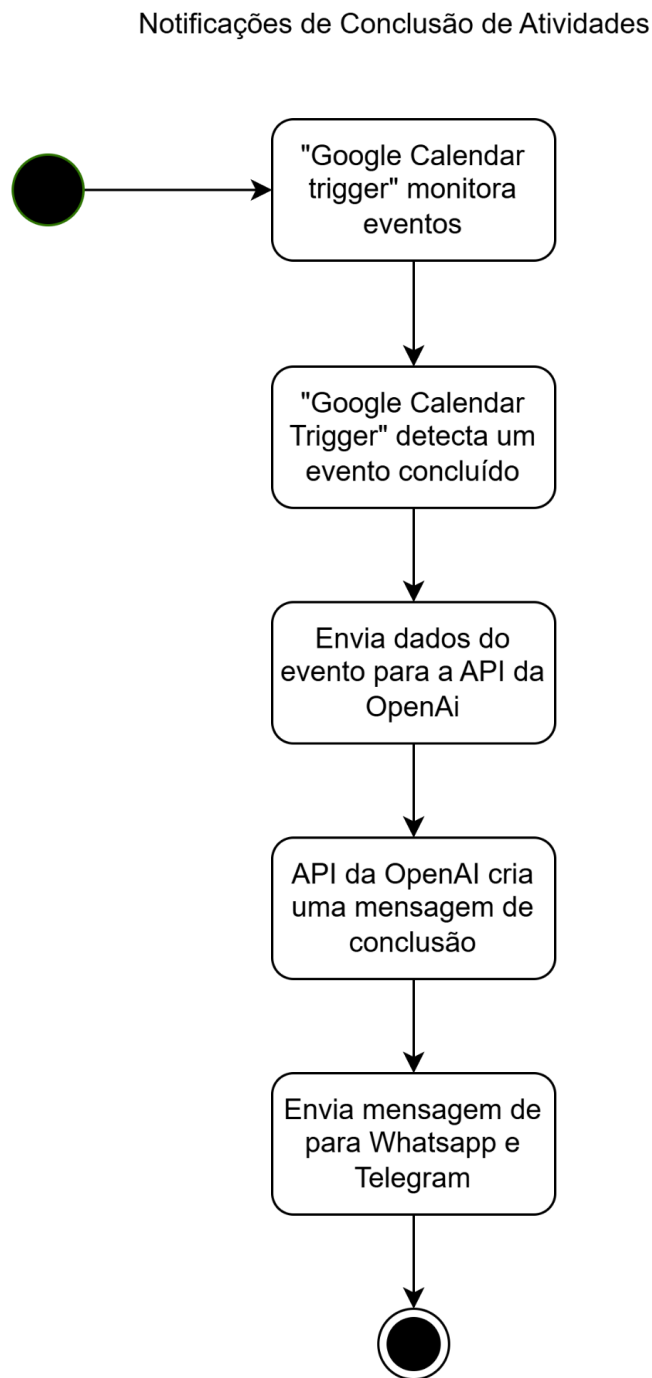 Notificações de Conclusão de Atividades
"Google Calendar
trigger" monitora
eventos
"Google Calendar
Trigger" detecta um
evento concluído
Envia dados do
evento para a API da
OpenAi
API da OpenAI cria
uma mensagem de
conclusão
Envia mensagem de
para Whatsapp e
Telegram